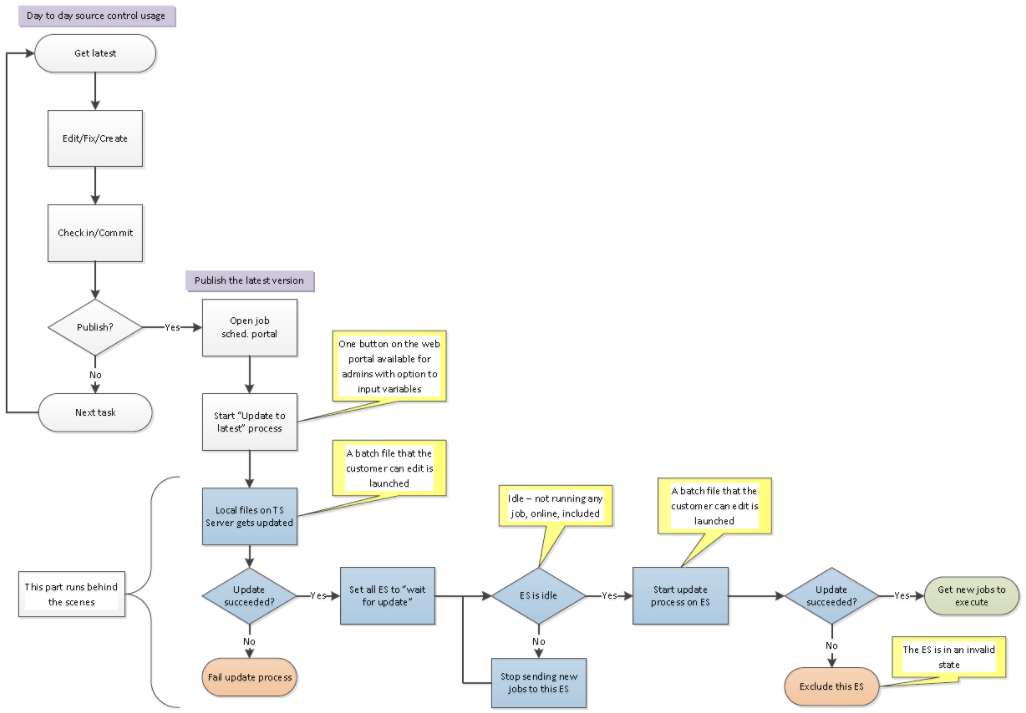 Day to day source control usage
Get latest
Edit/Fix/Create
Check in/Commit
Publish?
Yes
No
Next task
Publish the latest version
Open job
sched. portal
One button on the web
portal available for
admins with option to
input variables
Start "Update to
latest" process
A batch file that the
customer can edit is
launched
Local files on TS
Server gets updated
This part runs behind
the scenes
Update
succeeded?
Yes
No
Fail update process
Set all ES to "wait
for update"
Idle – not running any
job, online, included
ES is idle
Yes
No
Stop sending new
jobs to this ES
A batch file that the
customer can edit is
launched
Start update
process on ES
Update
succeeded?
Yes
No
Get new jobs to
execute
The ES is in an invalid
state
Exclude this ES